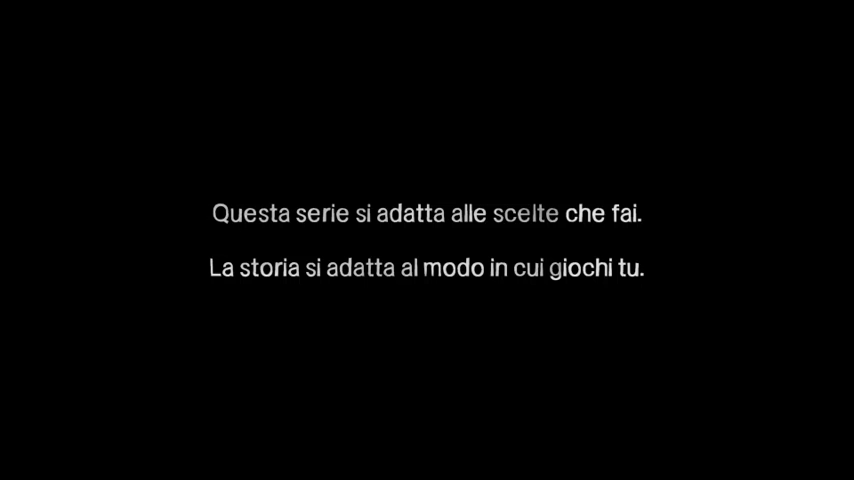 Questa serie si adatta alle scelte che fai.
La storia si adatta al modo in cui giochi tu.